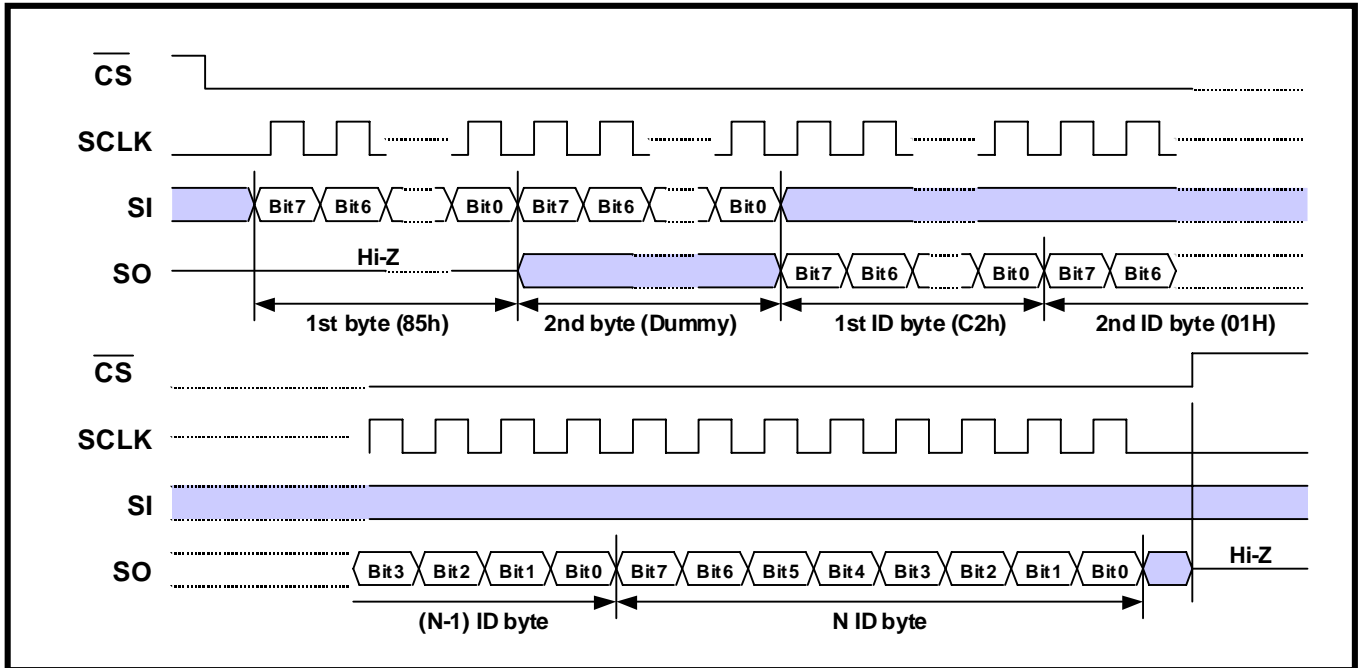 CS
SCLK
SI Bit7 Bit6 Bit0 Bit7 Bit6 Bit0
SO Hi-Z Bit7 Bit6 Bit0 Bit7 Bit6
1st byte (85h) 2nd byte (Dummy) 1st ID byte (C2h) 2nd ID byte (01H)
CS
SCLK
SI
SO Bit3 Bit2 Bit1 Bit0 Bit7 Bit6 Bit5 Bit4 Bit3 Bit2 Bit1 Bit0 Hi-Z
(N-1) ID byte N ID byte